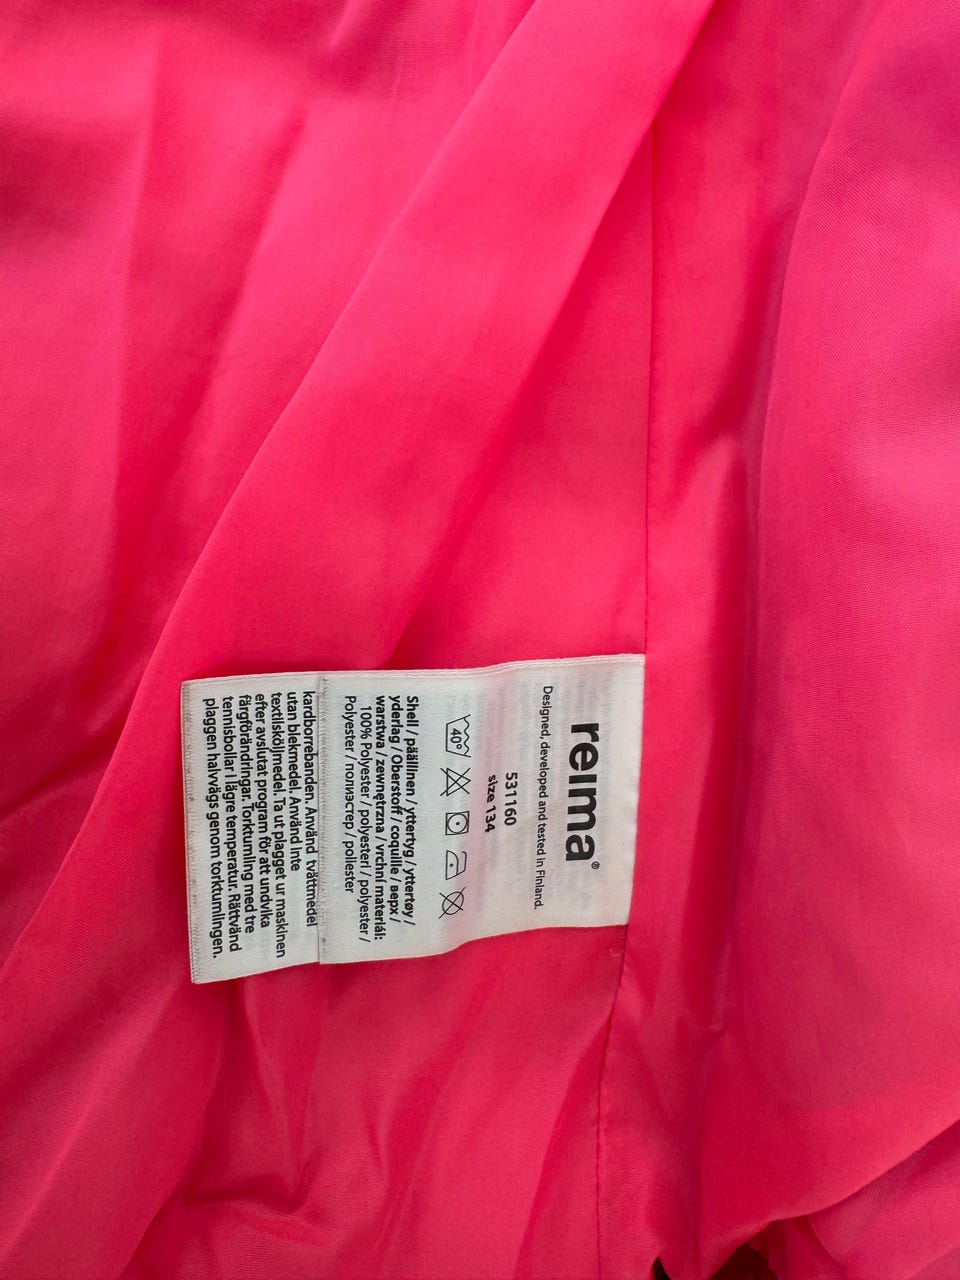 reima®
Designed, developed and tested in Finland.
531160
size 134
40°
Shell / päällinen / yttertyg / yttertøy /
yderlag / Oberstoff / coquille / верх /
warstwa / zewnętrzna / vrchní materiál:
100% Polyester / polyesteri / polyester /
Polyester / полиэстер / poliester
kardborrebanden. Använd tvättmedel
utan blekmedel. Använd inte
textilsköljmedel. Ta ut plagget ur maskinen
efter avslutat program för att undvika
färgförändringar. Torktumling med tre
tennisbollar i lägre temperatur. Rättvänd
plaggen halvvägs genom torktumlingen.